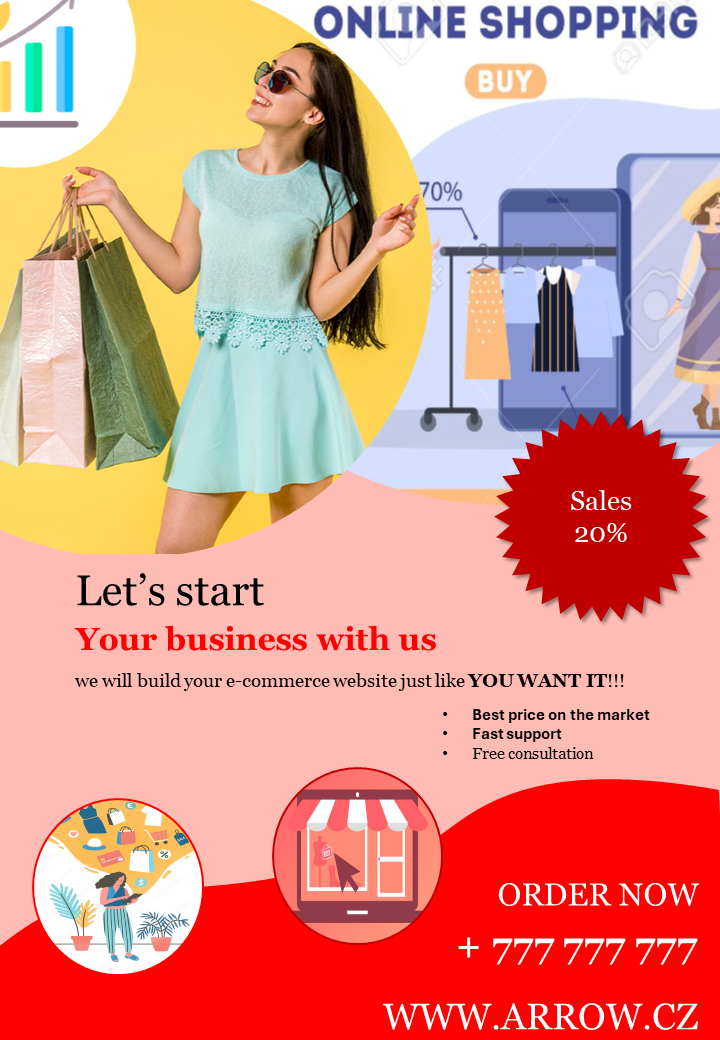 ONLINE SHOPPING
BUY
70%
Sales
20%
Let’s start
Your business with us
we will build your e-commerce website just like YOU WANT IT!!!
• Best price on the market
• Fast support
• Free consultation
ORDER NOW
+ 777 777 777
WWW.ARROW.CZ